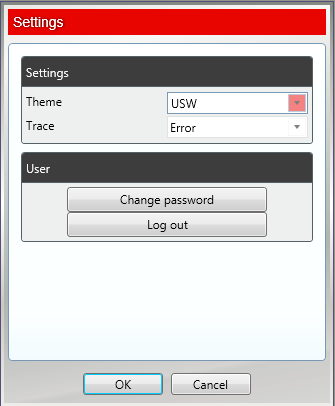 Settings
Settings
Theme USW
Trace Error
User
Change password
Log out
OK Cancel